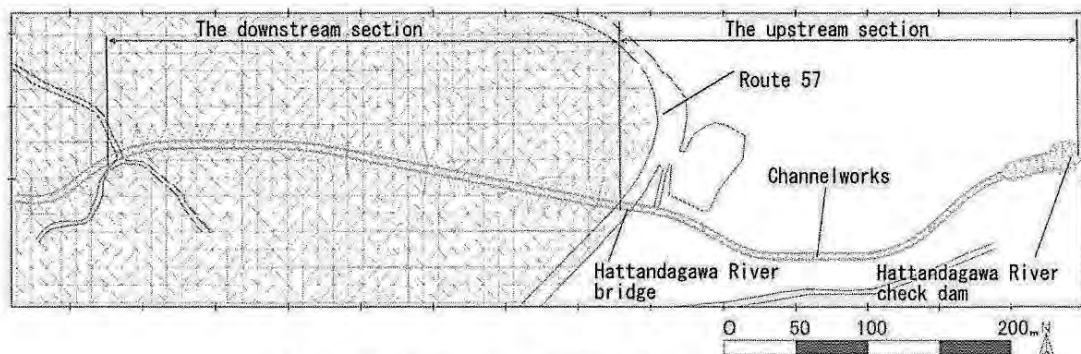 The downstream section
The upstream section
Route 57
Channelworks
Hattandagawa River
bridge
Hattandagawa River
check dam
0 50 100 200m N